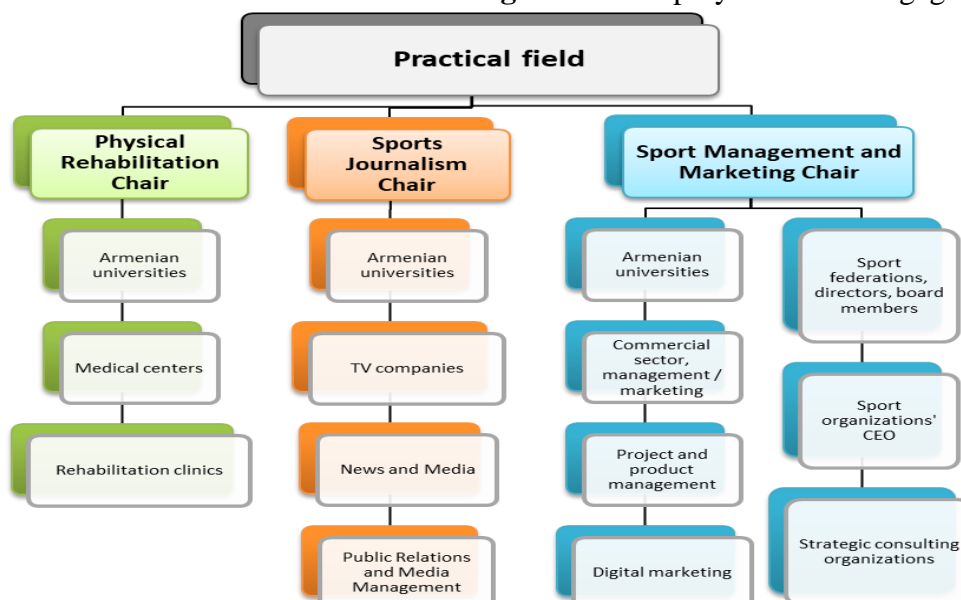 Practical field
Physical
Rehabilitation
Chair
Armenian
universities
Medical centers
Rehabilitation clinics
Sports
Journalism
Chair
Armenian
universities
TV companies
News and Media
Public Relations
and Media
Management
Sport Management and
Marketing Chair
Armenian
universities
Commercial
sector,
management /
marketing
Project and
product
management
Digital marketing
Sport
federations,
directors, board
members
Sport
organizations'
CEO
Strategic consulting
organizations